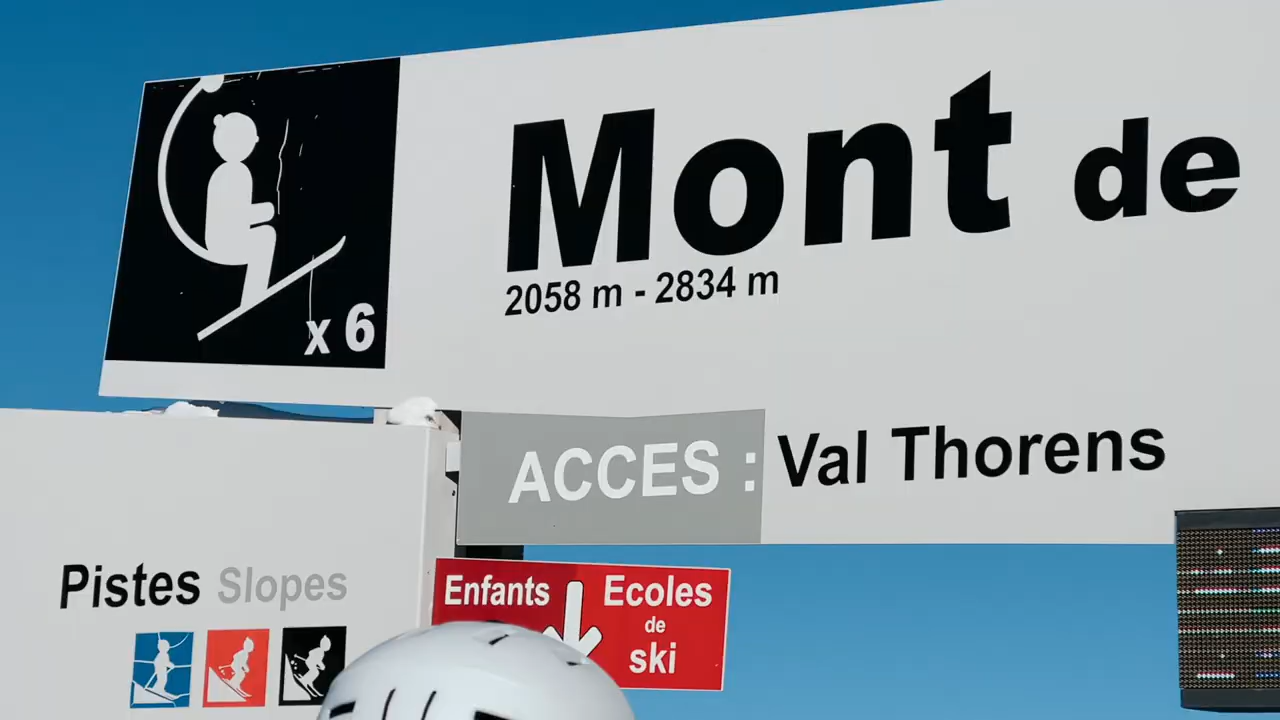 Mont de
2058 m - 2834 m
x 6
ACCES : Val Thorens
Pistes Slopes
Enfants
Ecoles
de
ski